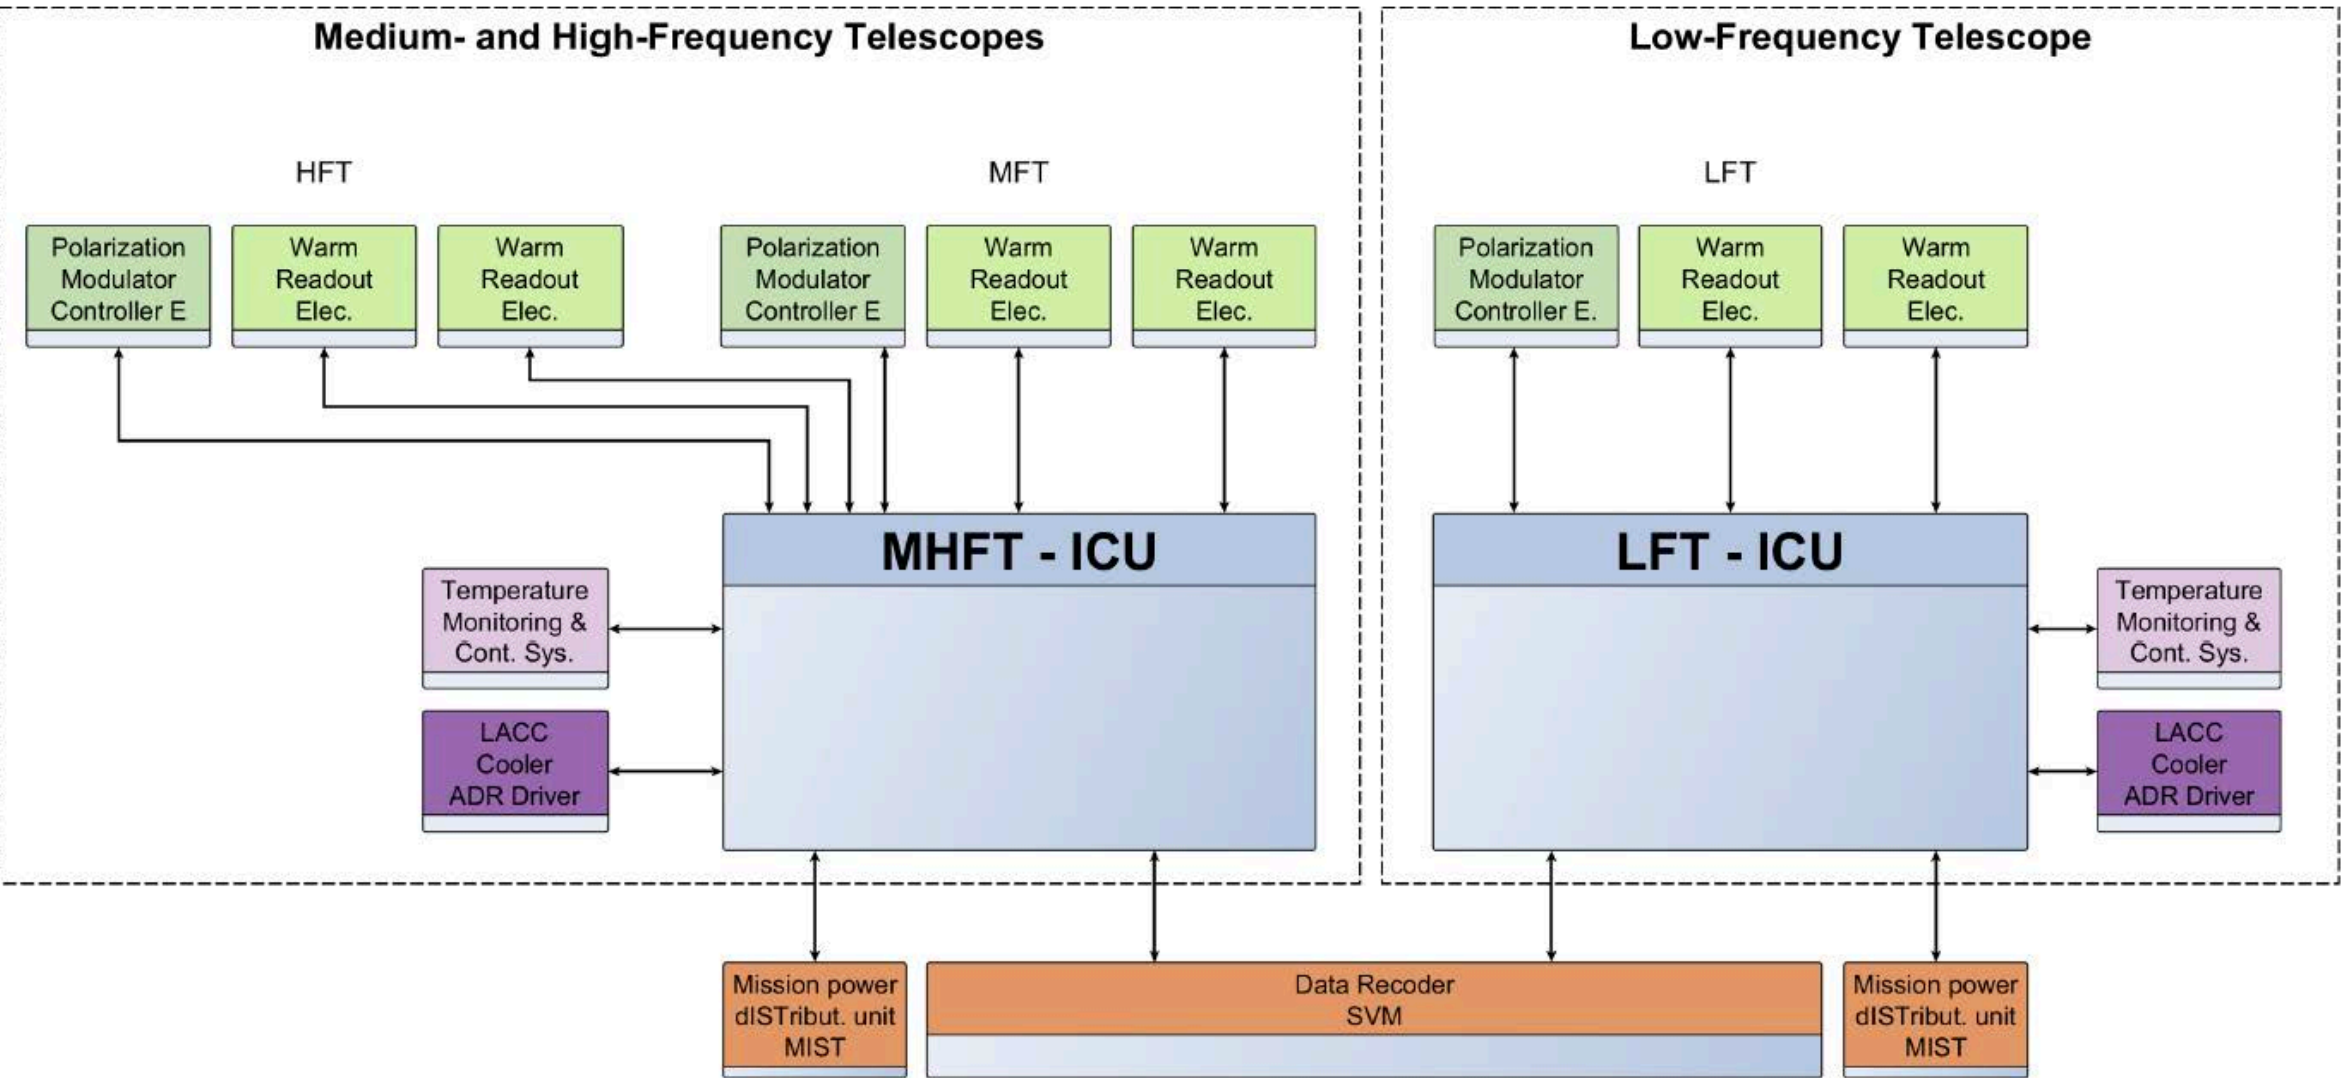 Medium- and High-Frequency Telescopes
Low-Frequency Telescope
HFT
MFT
LFT
Polarization
Modulator
Controller E
Warm
Readout
Elec.
Warm
Readout
Elec.
Polarization
Modulator
Controller E
Warm
Readout
Elec.
Warm
Readout
Elec.
Polarization
Modulator
Controller E.
Warm
Readout
Elec.
Warm
Readout
Elec.
MHFT - ICU
LFT - ICU
Temperature
Monitoring &
Cont. Sys.
LACC
Cooler
ADR Driver
Temperature
Monitoring &
Cont. Sys.
LACC
Cooler
ADR Driver
Mission power
dISTribut. unit
MIST
Data Recoder
SVM
Mission power
dISTribut. unit
MIST